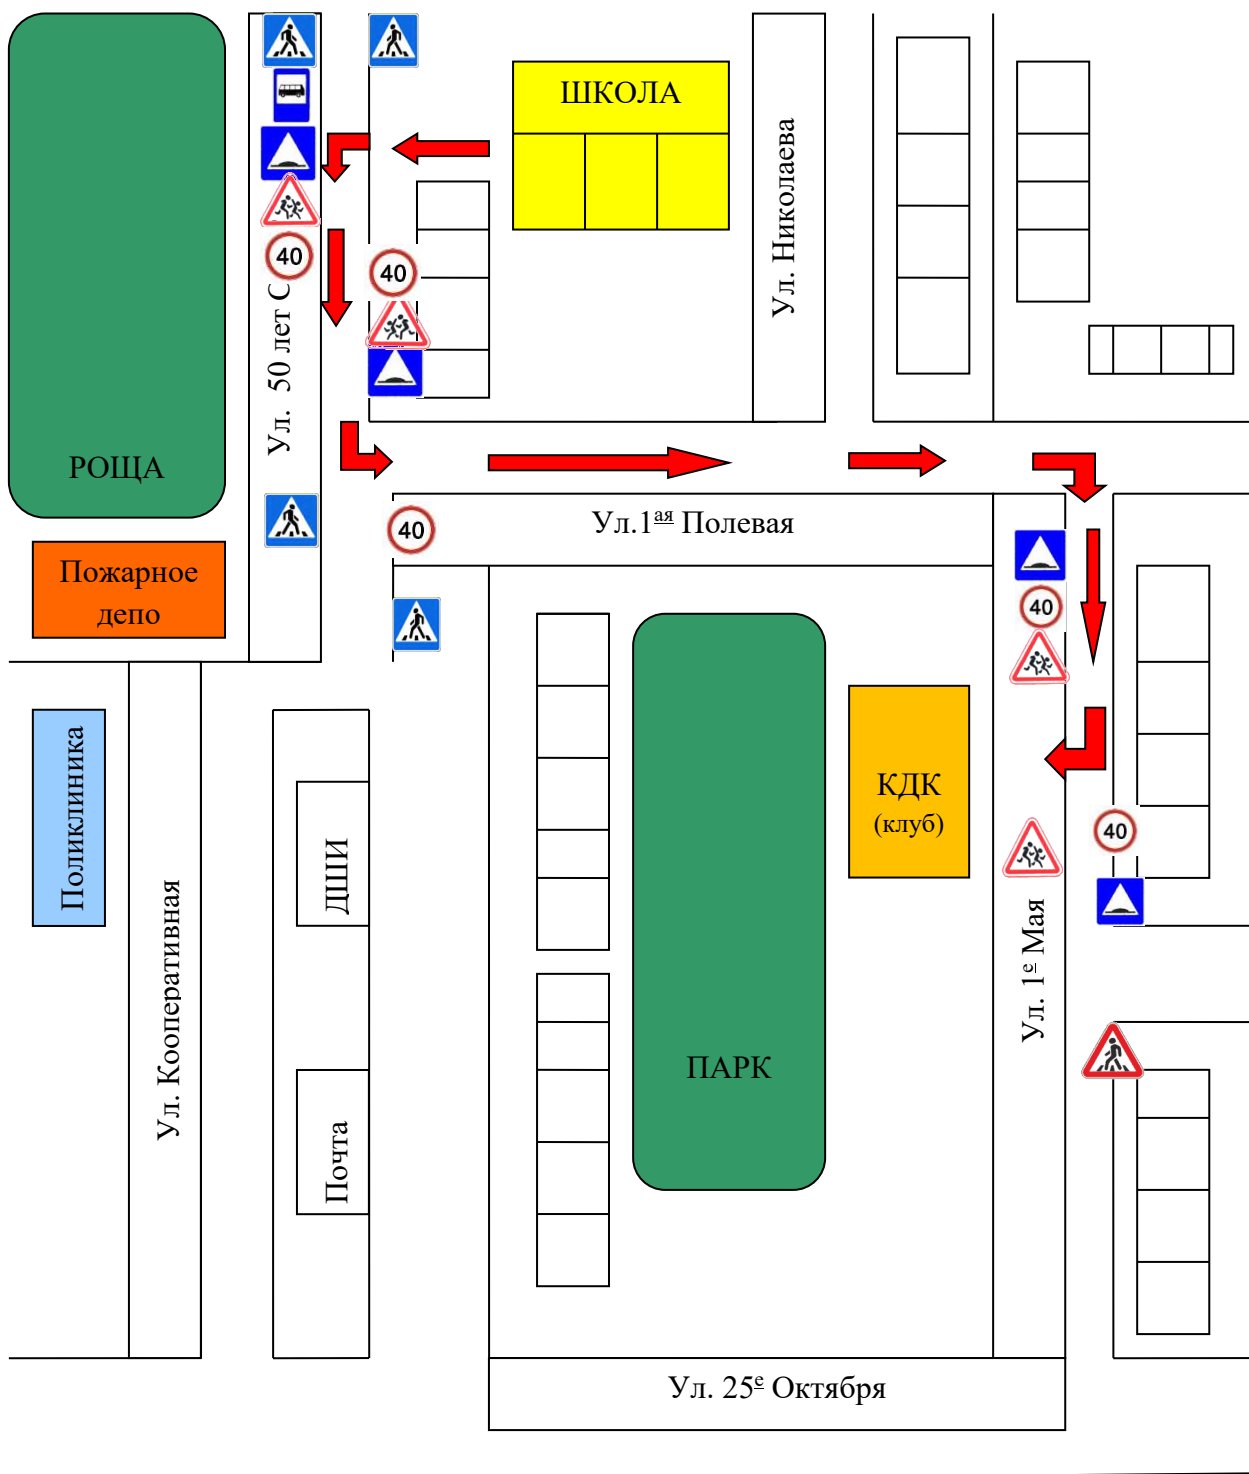 ШКОЛА
Ул. Николаева
40
40
Ул. 50 лет С
РОЩА
Ул.1ая Полевая
40
Пожарное
депо
40
Поликлиника
КДК
(клуб)
40
ДШИ
Ул. Кооперативная
Ул. 1е Мая
ПАРК
Почта
Ул. 25е Октября